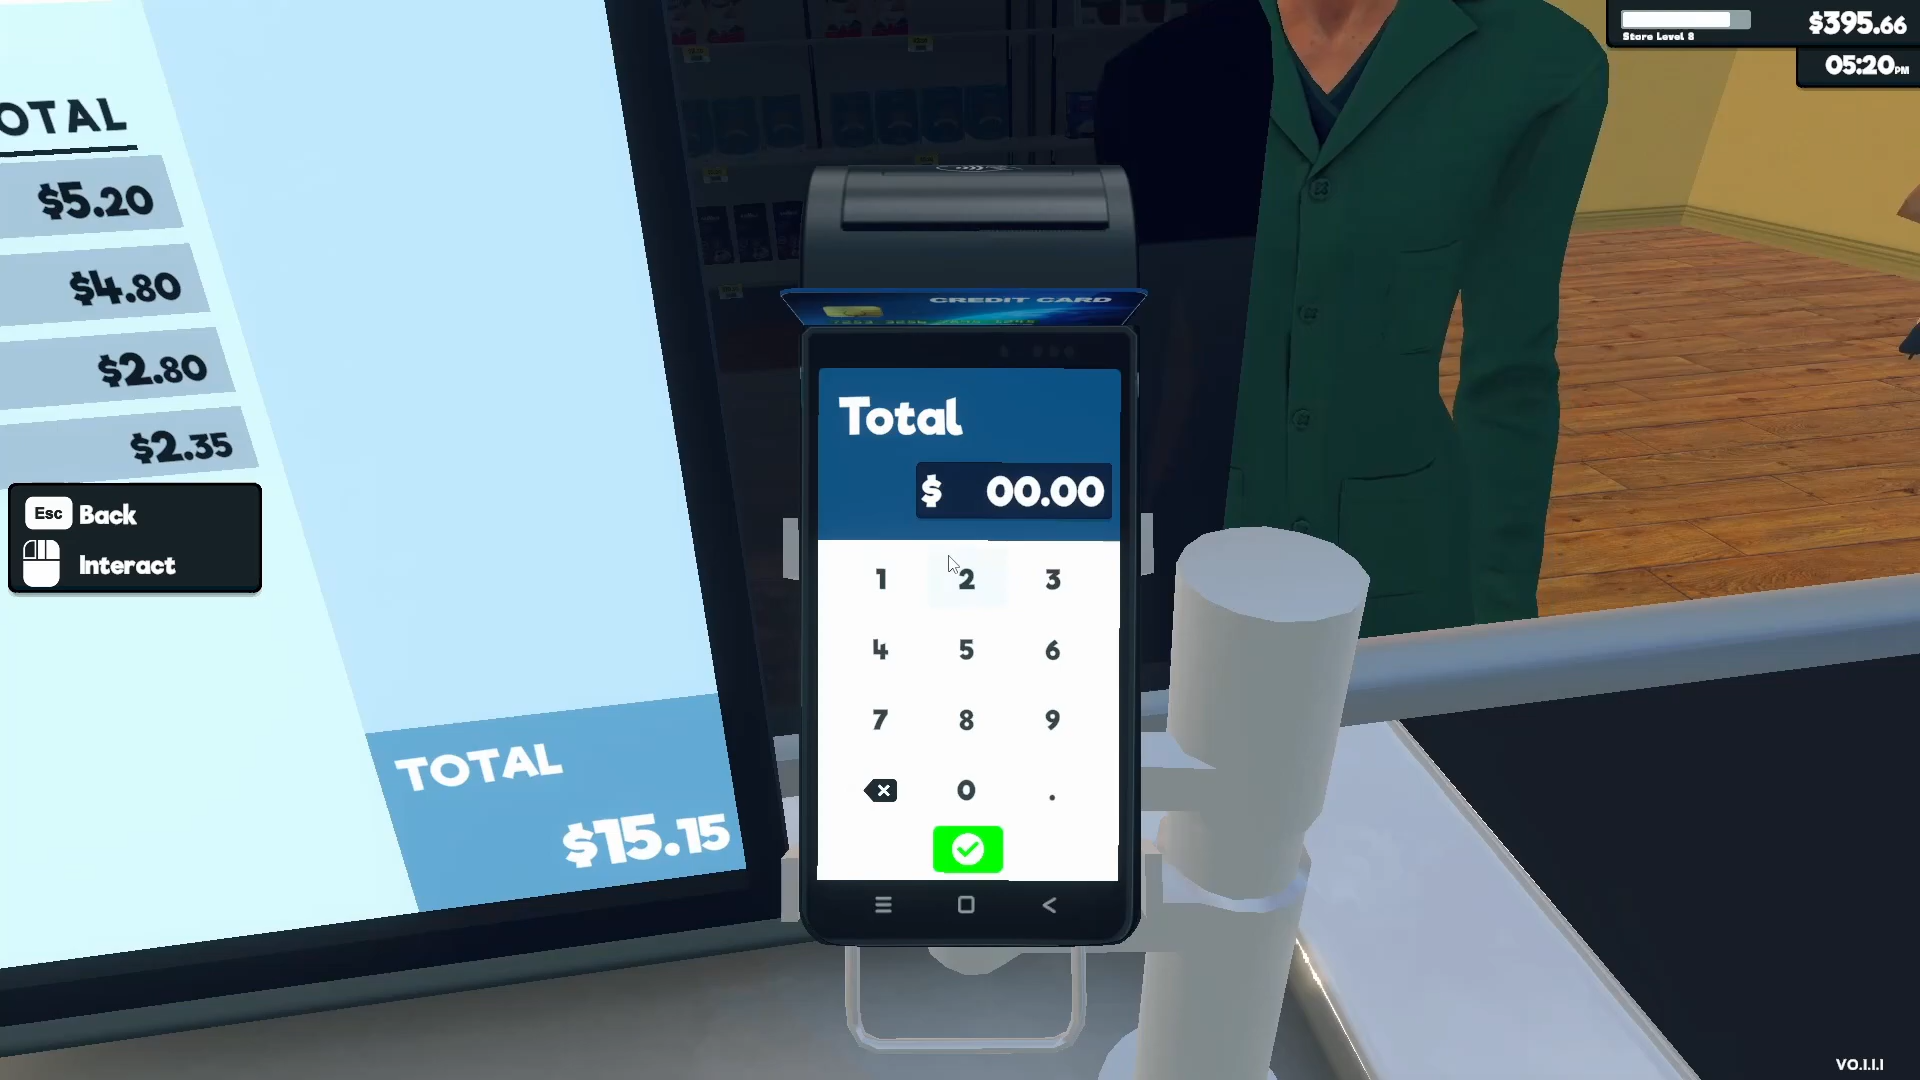 $395.66
Store Level 8
05:20PM
OTAL
$5.20
$4.80
$2.80
$2.35
Esc Back
Interact
TOTAL
$15.15
CREDIT CARD
Total
$ 00.00
1 2 3
4 5 6
7 8 9
0 .
V0.1.1.1